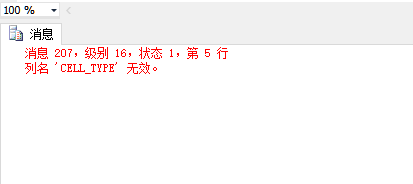 100 %
消息
消息 207，级别 16，状态 1，第 5 行
列名 'CELL_TYPE' 无效。